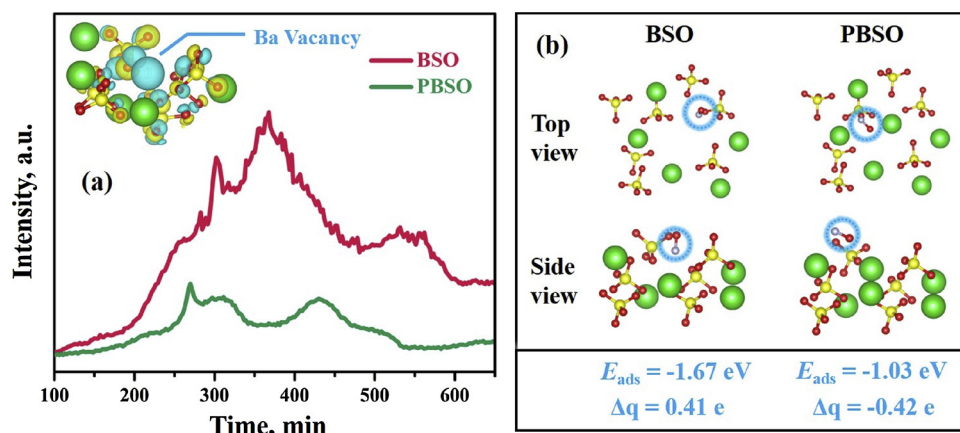 Ba Vacancy
BSO
PBSO
(a)
Intensity, a.u.
100 200 300 400 500 600
Time, min
(b)
BSO PBSO
Top
view
Side
view
E_ads = -1.67 eV E_ads = -1.03 eV
Δq = 0.41 e Δq = -0.42 e